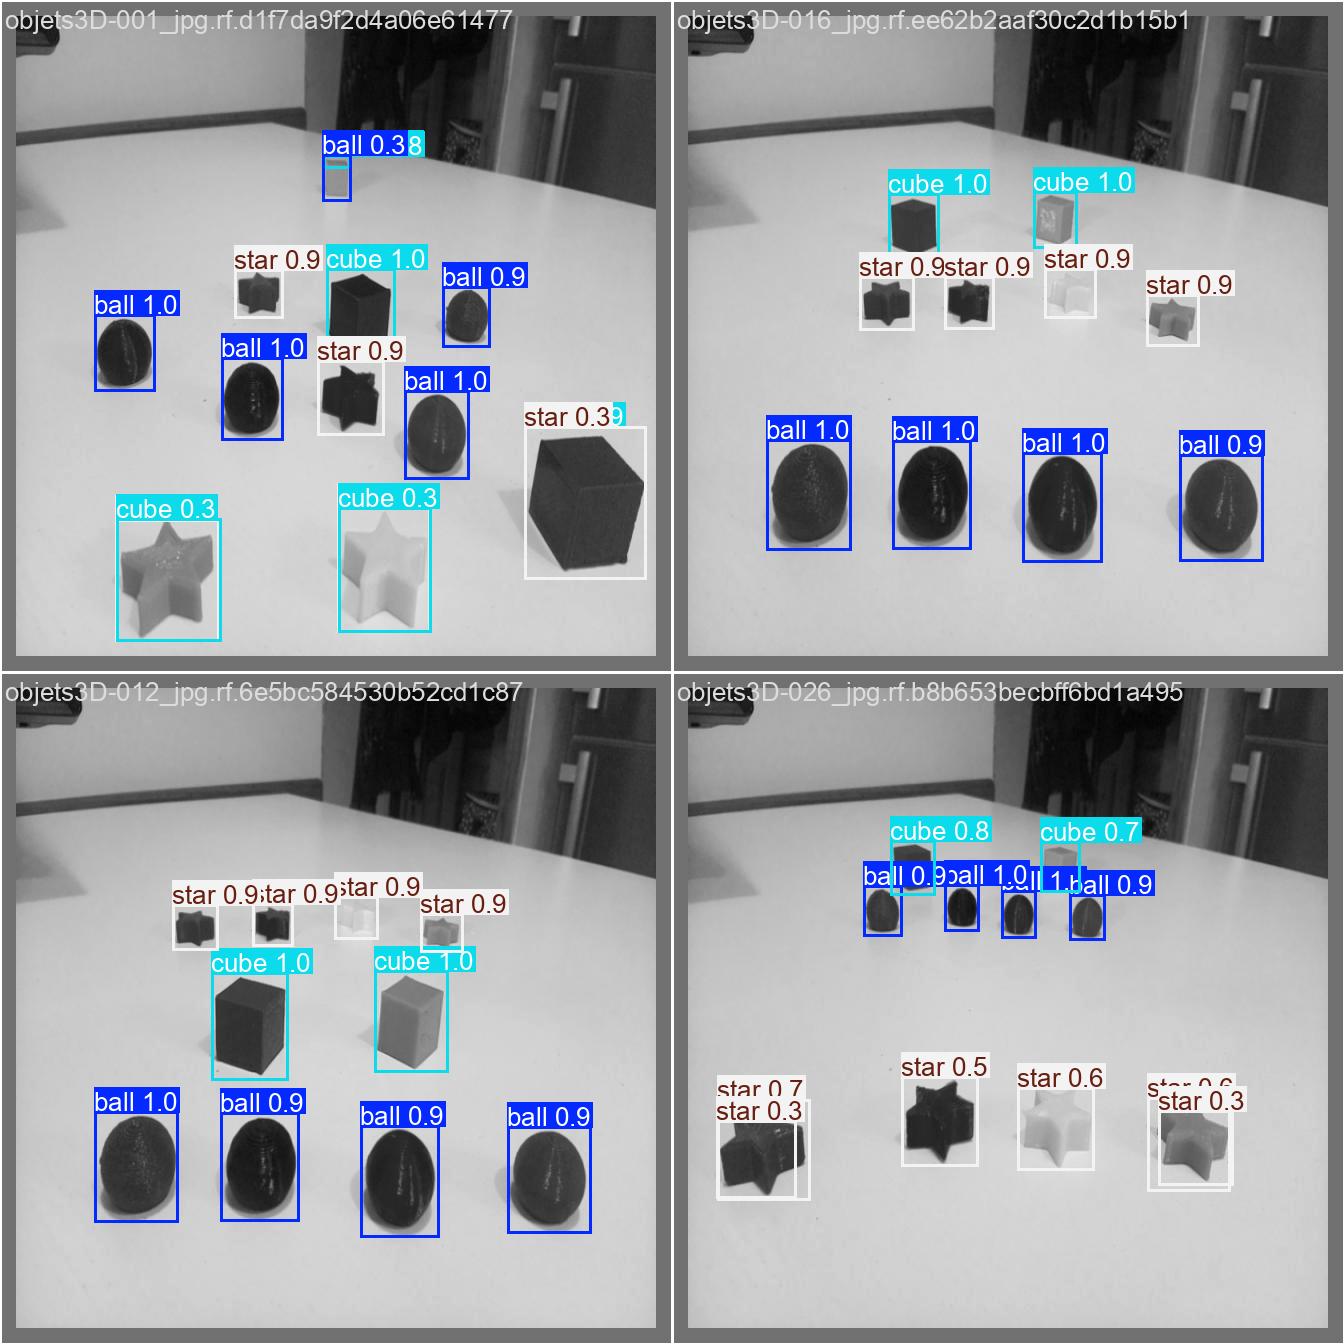 objets3D-001_jpg.rf.d1f7da9f2d4a06e61477
ball 0.3
8
star 0.9
cube 1.0
ball 0.9
ball 1.0
ball 1.0
star 0.9
ball 1.0
star 0.3
9
cube 0.3
cube 0.3
objets3D-016_jpg.rf.ee62b2aaf30c2d1b15b1
cube 1.0
cube 1.0
star 0.9
star 0.9
star 0.9
star 0.9
ball 1.0
ball 1.0
ball 1.0
ball 0.9
objets3D-012_jpg.rf.6e5bc584530b52cd1c87
star 0.9
star 0.9
star 0.9
star 0.9
cube 1.0
cube 1.0
ball 1.0
ball 0.9
ball 0.9
ball 0.9
objets3D-026_jpg.rf.b8b653becbff6bd1a495
cube 0.8
cube 0.7
ball 0.9
ball 1.0
ball 0.9
star 0.7
star 0.3
star 0.5
star 0.6
star 0.3